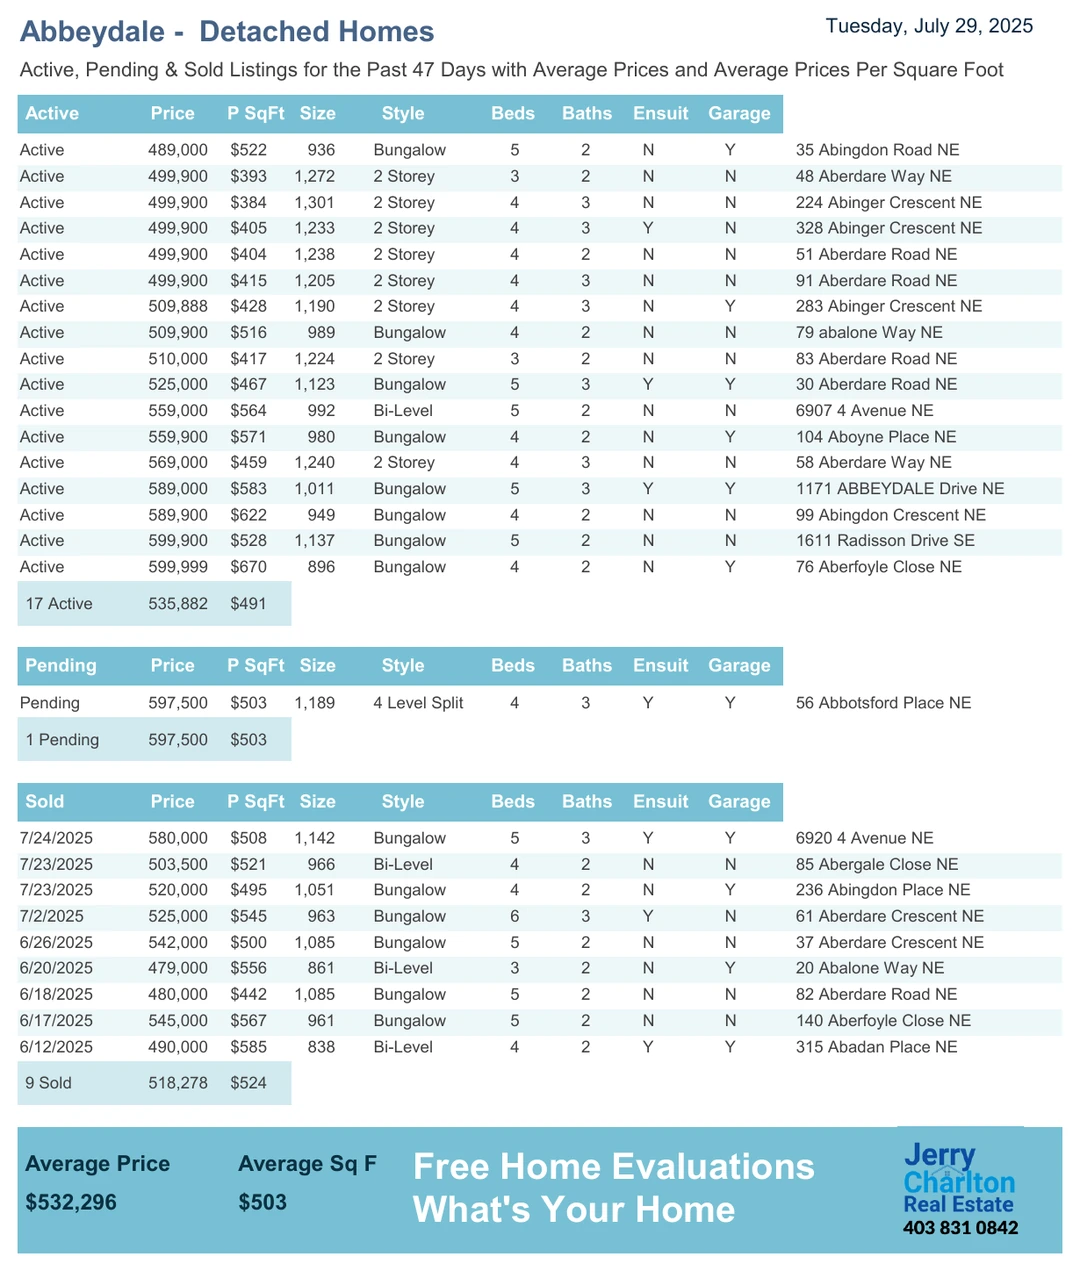 Abbeydale -  Detached Homes
Tuesday, July 29, 2025
Active, Pending & Sold Listings for the Past 47 Days with Average Prices and Average Prices Per Square Foot
Active Price P SqFt Size Style Beds Baths Ensuit Garage
Active 489,000 $522 936 Bungalow 5 2 N Y 35 Abingdon Road NE
Active 499,900 $393 1,272 2 Storey 3 2 N N 48 Aberdare Way NE
Active 499,900 $384 1,301 2 Storey 4 3 N N 224 Abinger Crescent NE
Active 499,900 $405 1,233 2 Storey 4 3 Y N 328 Abinger Crescent NE
Active 499,900 $404 1,238 2 Storey 4 2 N N 51 Aberdare Road NE
Active 499,900 $415 1,205 2 Storey 4 3 N N 91 Aberdare Road NE
Active 509,888 $428 1,190 2 Storey 4 3 N Y 283 Abinger Crescent NE
Active 509,900 $516 989 Bungalow 4 2 N N 79 abalone Way NE
Active 510,000 $417 1,224 2 Storey 3 2 N N 83 Aberdare Road NE
Active 525,000 $467 1,123 Bungalow 5 3 Y Y 30 Aberdare Road NE
Active 559,000 $564 992 Bi-Level 5 2 N N 6907 4 Avenue NE
Active 559,900 $571 980 Bungalow 4 2 N Y 104 Aboyne Place NE
Active 569,000 $459 1,240 2 Storey 4 3 N N 58 Aberdare Way NE
Active 589,000 $583 1,011 Bungalow 5 3 Y Y 1171 ABBEYDALE Drive NE
Active 589,900 $622 949 Bungalow 4 2 N N 99 Abingdon Crescent NE
Active 599,900 $528 1,137 Bungalow 5 2 N N 1611 Radisson Drive SE
Active 599,999 $670 896 Bungalow 4 2 N Y 76 Aberfoyle Close NE
17 Active 535,882 $491
Pending Price P SqFt Size Style Beds Baths Ensuit Garage
Pending 597,500 $503 1,189 4 Level Split 4 3 Y Y 56 Abbotsford Place NE
1 Pending 597,500 $503
Sold Price P SqFt Size Style Beds Baths Ensuit Garage
7/24/2025 580,000 $508 1,142 Bungalow 5 3 Y Y 6920 4 Avenue NE
7/23/2025 503,500 $521 966 Bi-Level 4 2 N N 85 Abergale Close NE
7/23/2025 520,000 $495 1,051 Bungalow 4 2 N Y 236 Abingdon Place NE
7/2/2025 525,000 $545 963 Bungalow 6 3 Y N 61 Aberdare Crescent NE
6/26/2025 542,000 $500 1,085 Bungalow 5 2 N N 37 Aberdare Crescent NE
6/20/2025 479,000 $556 861 Bi-Level 3 2 N Y 20 Abalone Way NE
6/18/2025 480,000 $442 1,085 Bungalow 5 2 N N 82 Aberdare Road NE
6/17/2025 545,000 $567 961 Bungalow 5 2 N N 140 Aberfoyle Close NE
6/12/2025 490,000 $585 838 Bi-Level 4 2 Y Y 315 Abadan Place NE
9 Sold 518,278 $524
Average Price Average Sq F
$532,296 $503
Free Home Evaluations
What's Your Home
Jerry
Charlton
Real Estate
403 831 0842